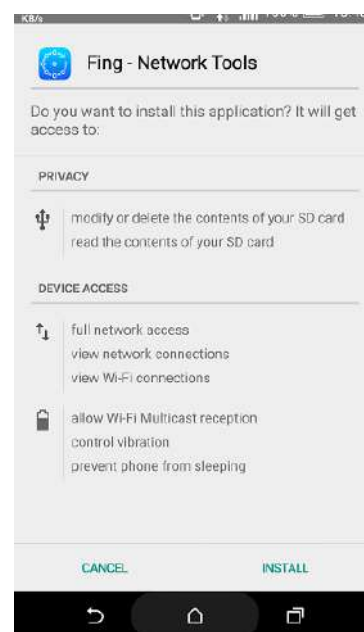 KB/s
Fing - Network Tools
Do you want to install this application? It will get
access to:
PRIVACY
modify or delete the contents of your SD card
read the contents of your SD card
DEVICE ACCESS
full network access
view network connections
view Wi-Fi connections
allow Wi-Fi Multicast reception
control vibration
prevent phone from sleeping
CANCEL
INSTALL